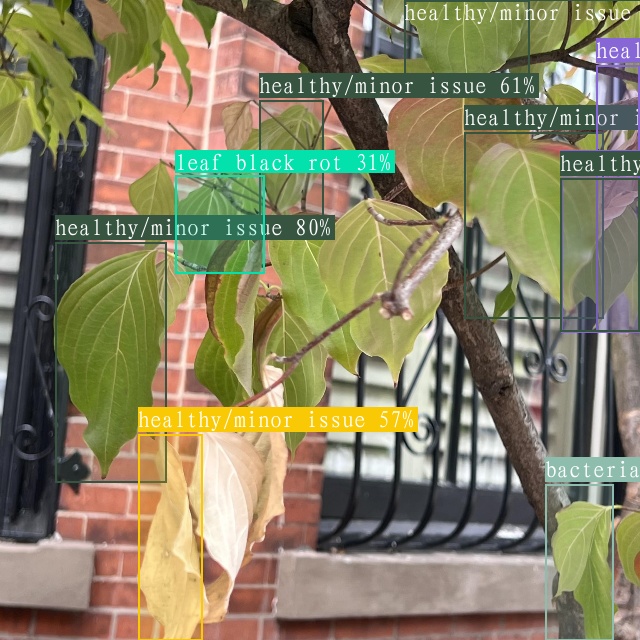 healthy/minor issue
heal
healthy/minor issue 61%
healthy/minor i
leaf black rot 31%
healthy
healthy/minor issue 80%
healthy/minor issue 57%
bacteria